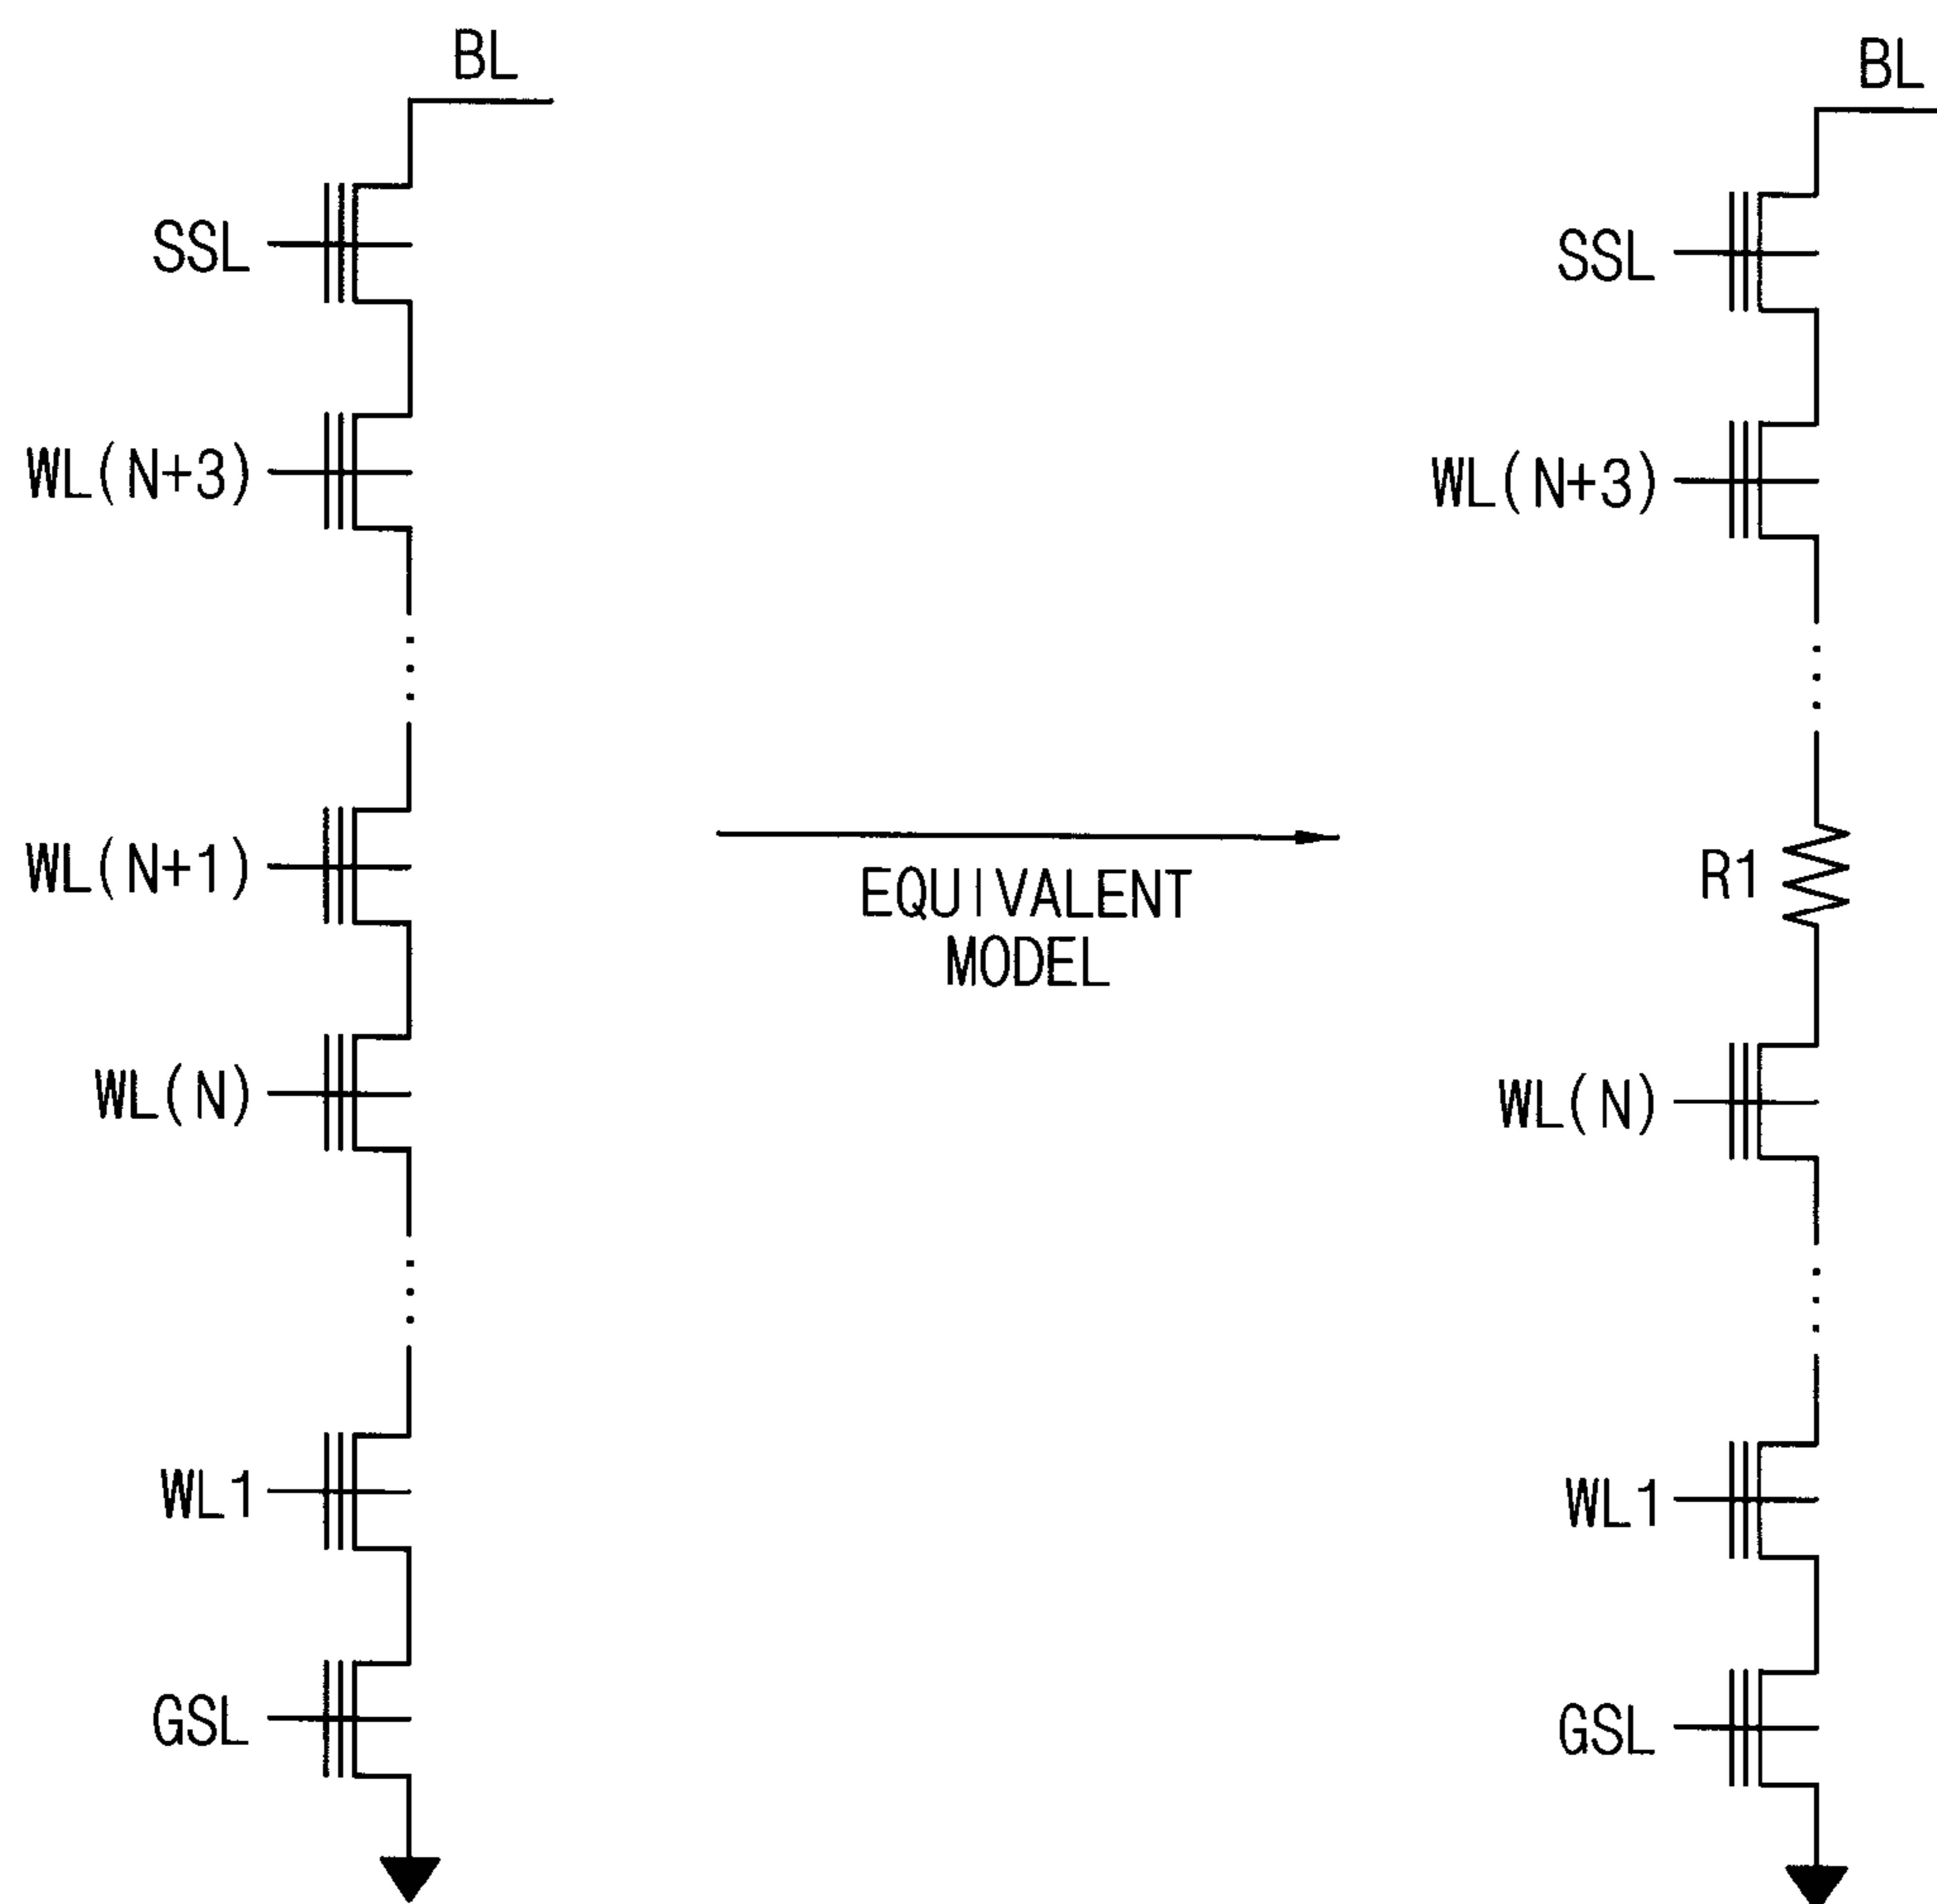 BL
SSL
WL(N+3)
WL(N+1)
WL(N)
WL1
GSL
EQUIVALENT
MODEL
BL
SSL
WL(N+3)
R1
WL(N)
WL1
GSL